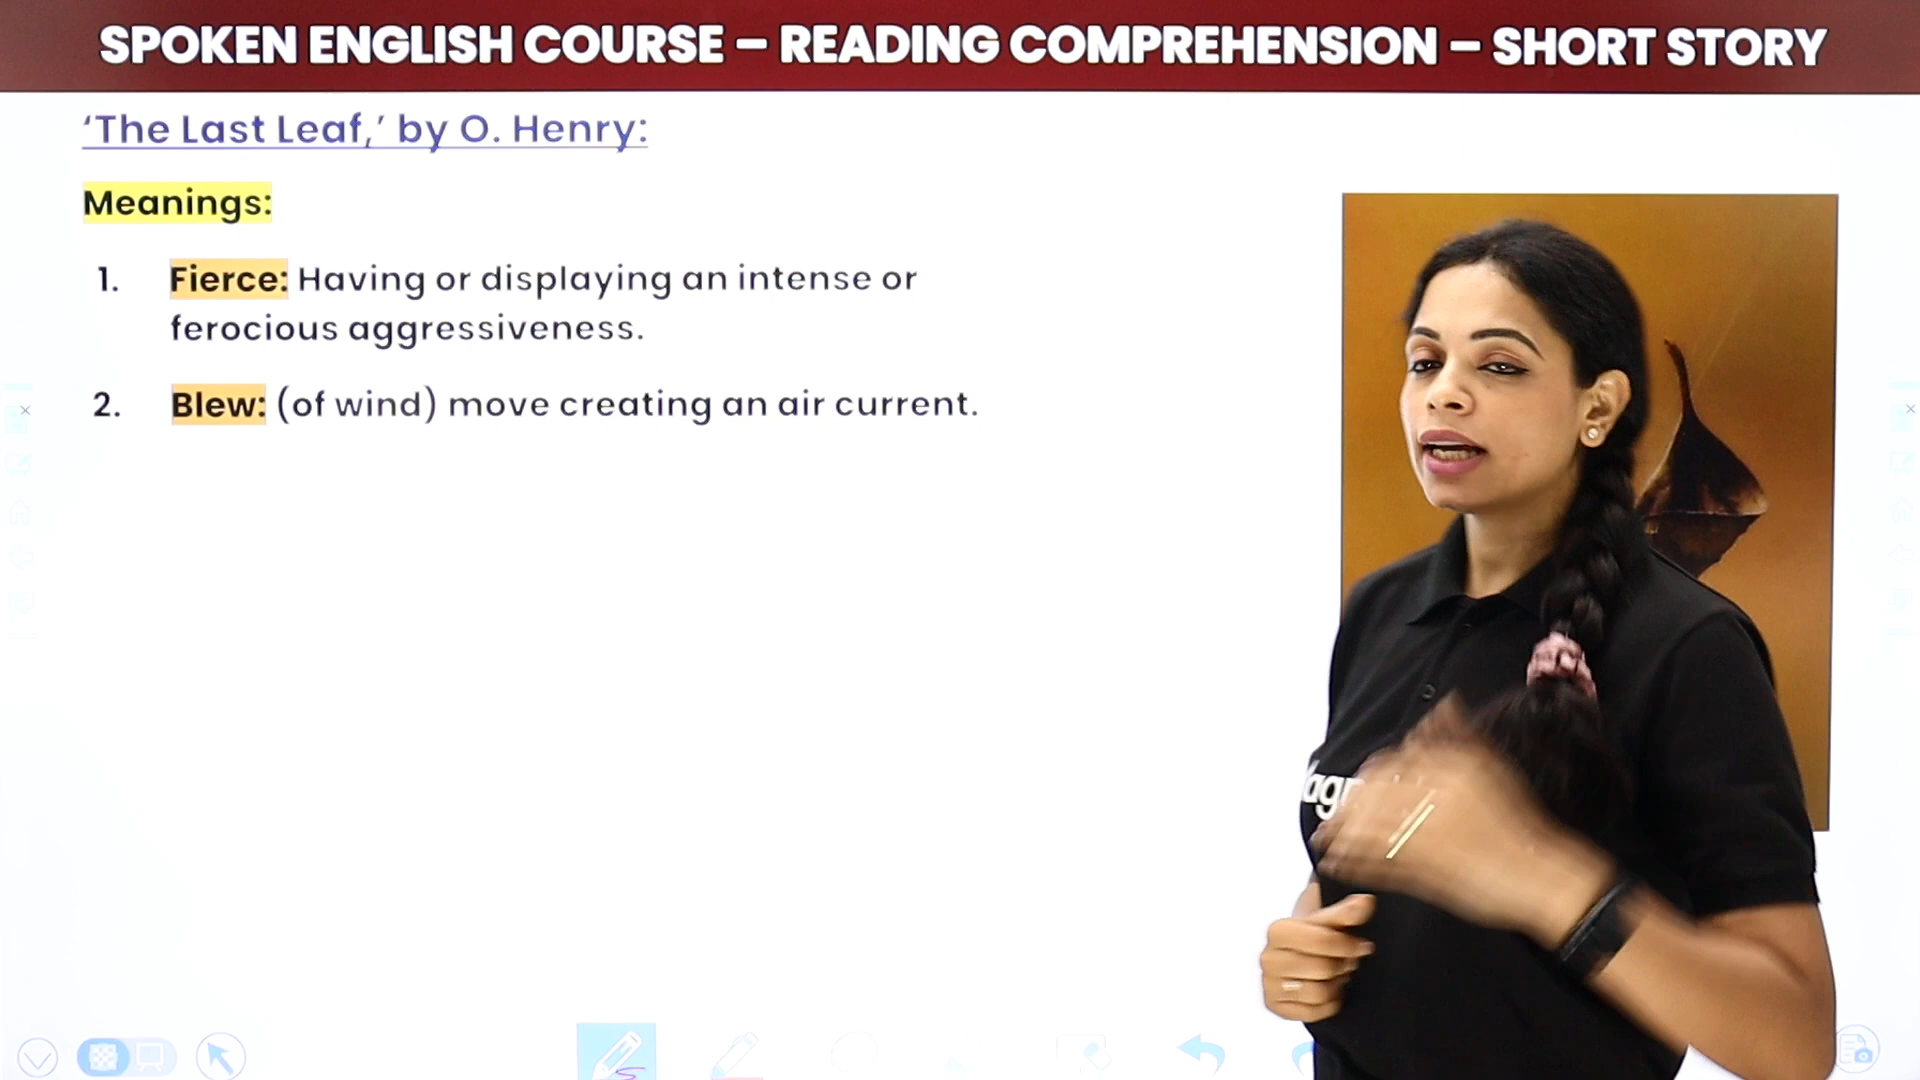 SPOKEN ENGLISH COURSE – READING COMPREHENSION – SHORT STORY
‘The Last Leaf,’ by O. Henry:
Meanings:
1. Fierce: Having or displaying an intense or
ferocious aggressiveness.
2. Blew: (of wind) move creating an air current.